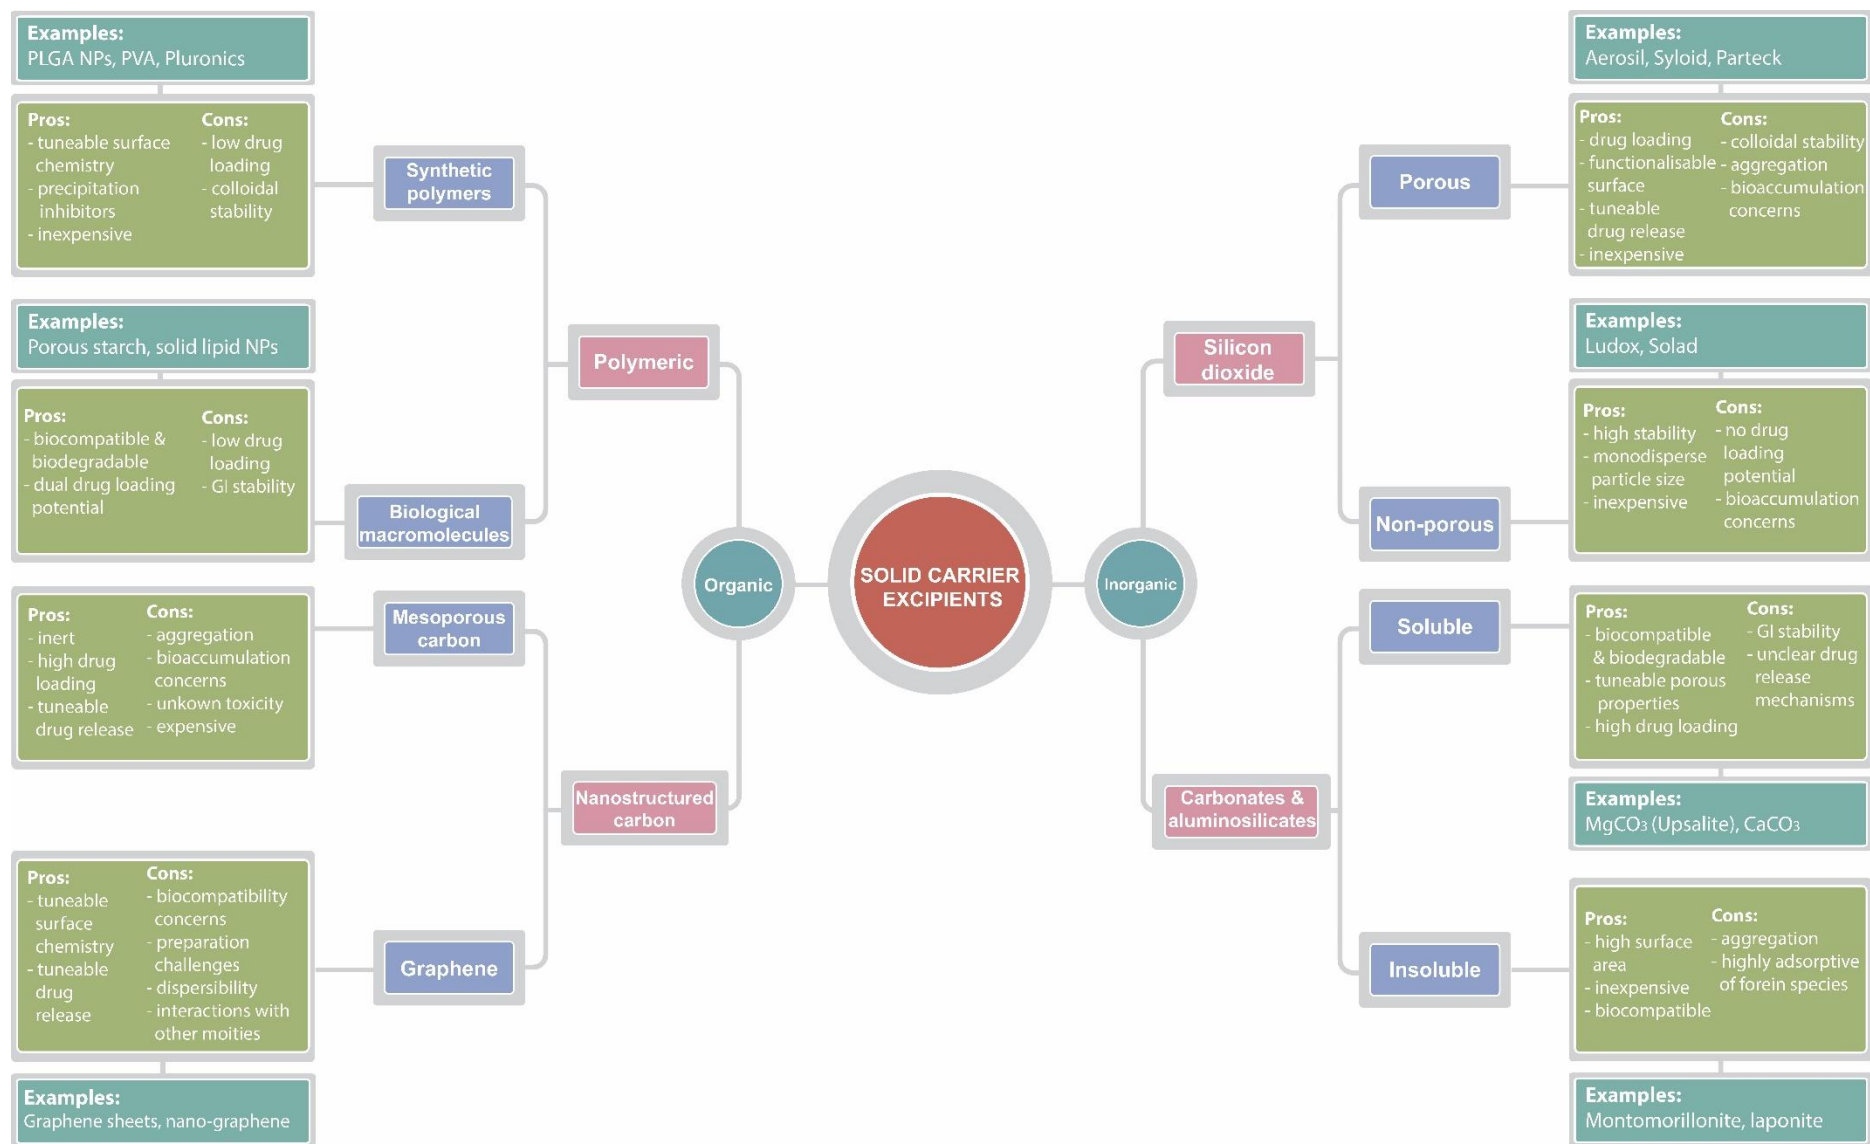 Examples:
PLGA NPs, PVA, Pluronics
Pros:
- tuneable surface
chemistry
- precipitation
inhibitors
- inexpensive
Cons:
- low drug
loading
- colloidal
stability
Synthetic
polymers
Examples:
Porous starch, solid lipid NPs
Pros:
- biocompatible &
biodegradable
- dual drug loading
potential
Cons:
- low drug
loading
- GI stability
Biological
macromolecules
Polymeric
Pros:
- inert
- high drug
loading
- tuneable
drug release
Cons:
- aggregation
- bioaccumulation
concerns
- unkown toxicity
- expensive
Mesoporous
carbon
Nanostructured
carbon
Pros:
- tuneable
surface
chemistry
- tuneable
drug
release
Cons:
- biocompatibility
concerns
- preparation
challenges
- dispersibility
- interactions with
other moities
Graphene
Examples:
Graphene sheets, nano-graphene
Organic
SOLID CARRIER
EXCIPIENTS
Inorganic
Silicon
dioxide
Porous
Examples:
Aerosil, Syloid, Parteck
Pros:
- drug loading
- functionalisable
surface
- tuneable
drug release
- inexpensive
Cons:
- colloidal stability
- aggregation
- bioaccumulation
concerns
Non-porous
Examples:
Ludox, Solad
Pros:
- high stability
- monodisperse
particle size
- inexpensive
Cons:
- no drug
loading
potential
- bioaccumulation
concerns
Carbonates &
aluminosilicates
Soluble
Pros:
- biocompatible
& biodegradable
- tuneable porous
properties
- high drug loading
Cons:
- GI stability
- unclear drug
release
mechanisms
Examples:
MgCO₃ (Upsalite), CaCO₃
Insoluble
Pros:
- high surface
area
- inexpensive
- biocompatible
Cons:
- aggregation
- highly adsorptive
of forein species
Examples:
Montomorillonite, laponite